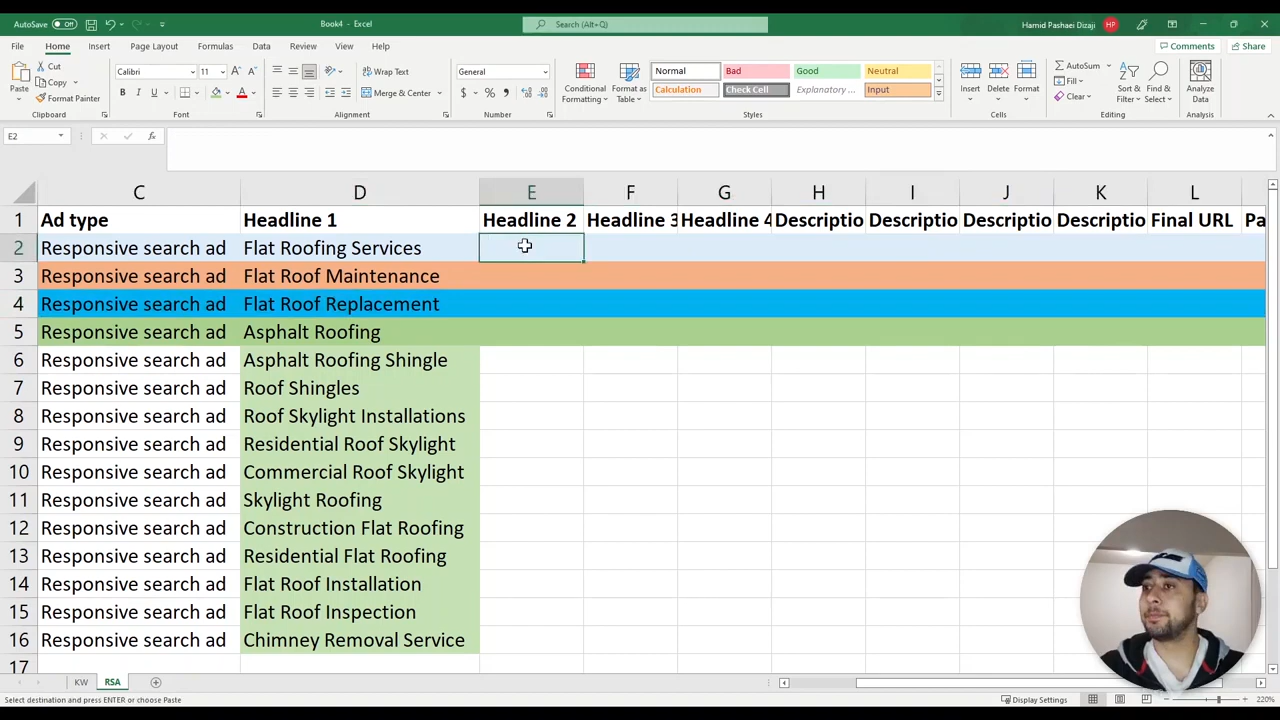 AutoSave Off Book4 - Excel Search (Alt+Q) Hamid Pashaei Dizaji HP
File Home Insert Page Layout Formulas Data Review View Help Comments Share
Paste Cut Copy Format Painter Clipboard
Calibri 11 A A B I U A Font
Wrap Text Merge & Center Alignment
General $ % Number
Conditional Formatting Format as Table
Normal Bad Good Neutral
Calculation Check Cell Explanatory ... Input
Styles
Insert Delete Format Cells
AutoSum Fill Clear Sort & Filter Find & Select Editing
Analyze Data Analysis
E2 fx
C D E F G H I J K L
1 Ad type Headline 1 Headline 2 Headline 3 Headline 4 Descriptio Descriptio Descriptio Descriptio Final URL Pa
2 Responsive search ad Flat Roofing Services
3 Responsive search ad Flat Roof Maintenance
4 Responsive search ad Flat Roof Replacement
5 Responsive search ad Asphalt Roofing
6 Responsive search ad Asphalt Roofing Shingle
7 Responsive search ad Roof Shingles
8 Responsive search ad Roof Skylight Installations
9 Responsive search ad Residential Roof Skylight
10 Responsive search ad Commercial Roof Skylight
11 Responsive search ad Skylight Roofing
12 Responsive search ad Construction Flat Roofing
13 Responsive search ad Residential Flat Roofing
14 Responsive search ad Flat Roof Installation
15 Responsive search ad Flat Roof Inspection
16 Responsive search ad Chimney Removal Service
17
KW RSA
Select destination and press ENTER or choose Paste Display Settings 220%